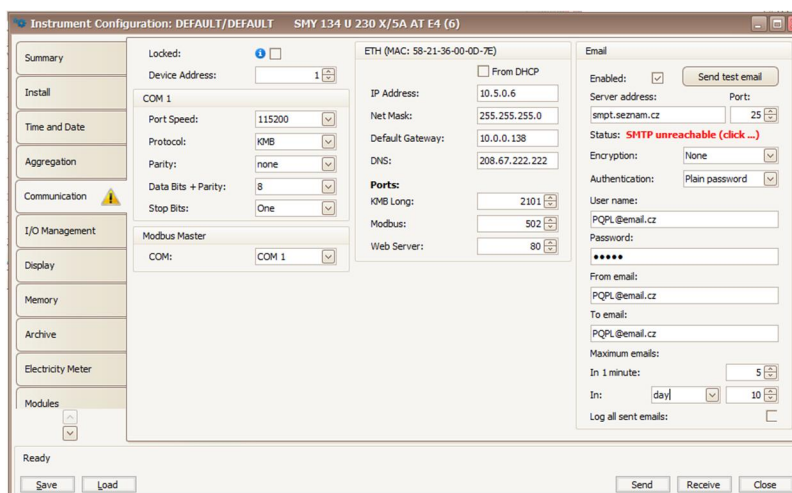 Instrument Configuration: DEFAULT/DEFAULT SMY 134 U 230 X/5A AT E4 (6)
Summary
Install
Time and Date
Aggregation
Communication
I/O Management
Display
Memory
Archive
Electricity Meter
Modules
Locked:
Device Address: 1
COM 1
Port Speed: 115200
Protocol: KMB
Parity: none
Data Bits + Parity: 8
Stop Bits: One
Modbus Master
COM: COM 1
ETH (MAC: 58-21-36-00-0D-7E)
From DHCP
IP Address: 10.5.0.6
Net Mask: 255.255.255.0
Default Gateway: 10.0.0.138
DNS: 208.67.222.222
Ports:
KMB Long: 2101
Modbus: 502
Web Server: 80
Email
Enabled: Send test email
Server address: Port:
smpt.seznam.cz 25
Status: SMTP unreachable (click ...)
Encryption: None
Authentication: Plain password
User name:
PQPL@email.cz
Password:
•••••
From email:
PQPL@email.cz
To email:
PQPL@email.cz
Maximum emails:
In 1 minute: 5
In: day 10
Log all sent emails:
Ready
Save Load Send Receive Close